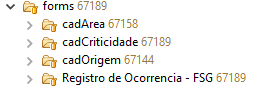 forms 67189
cadArea 67158
cadCriticidade 67189
cadOrigem 67144
Registro de Ocorrencia - FSG 67189